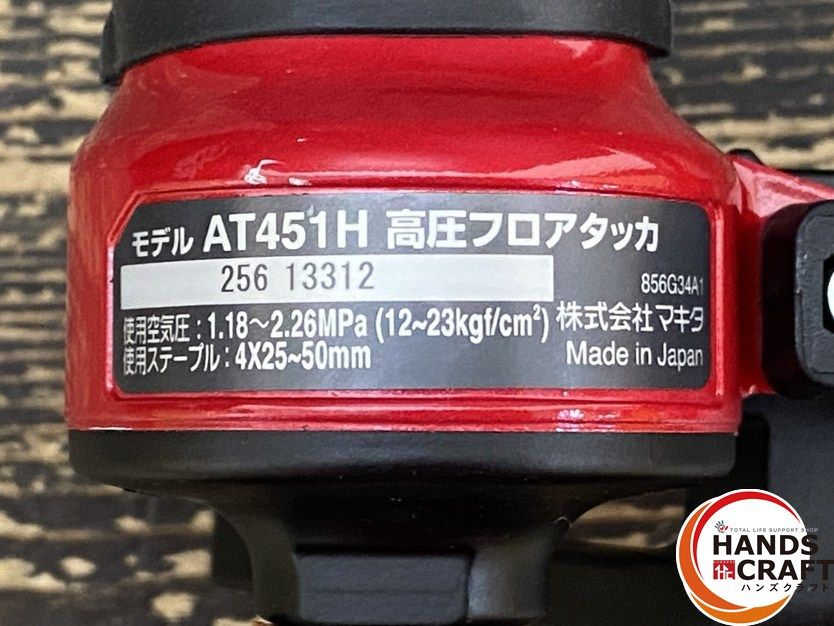 モデル AT451H 高圧フロアタッカ
256 13312
856G34A1
使用空気圧：1.18～2.26MPa (12~23kgf/cm²) 株式会社マキタ
使用ステープル：4X25~50mm Made in Japan
TOTAL LIFE SUPPORT SHOP
HANDS
CRAFT
ハンズクラフト